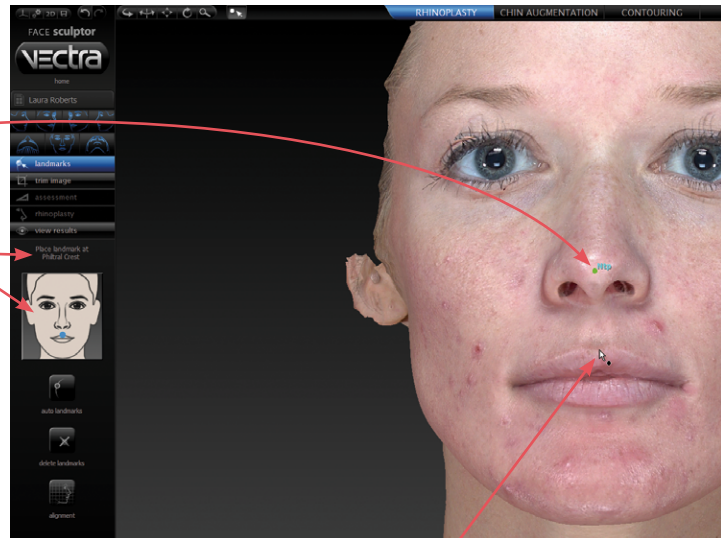 2D
RHINOPLASTY
CHIN AUGMENTATION
CONTOURING
FACE sculptor
vectra
home
Laura Roberts
landmarks
trim image
assessment
rhinoplasty
view results
Place landmark at
Philtral Crest
auto landmarks
delete landmarks
alignment